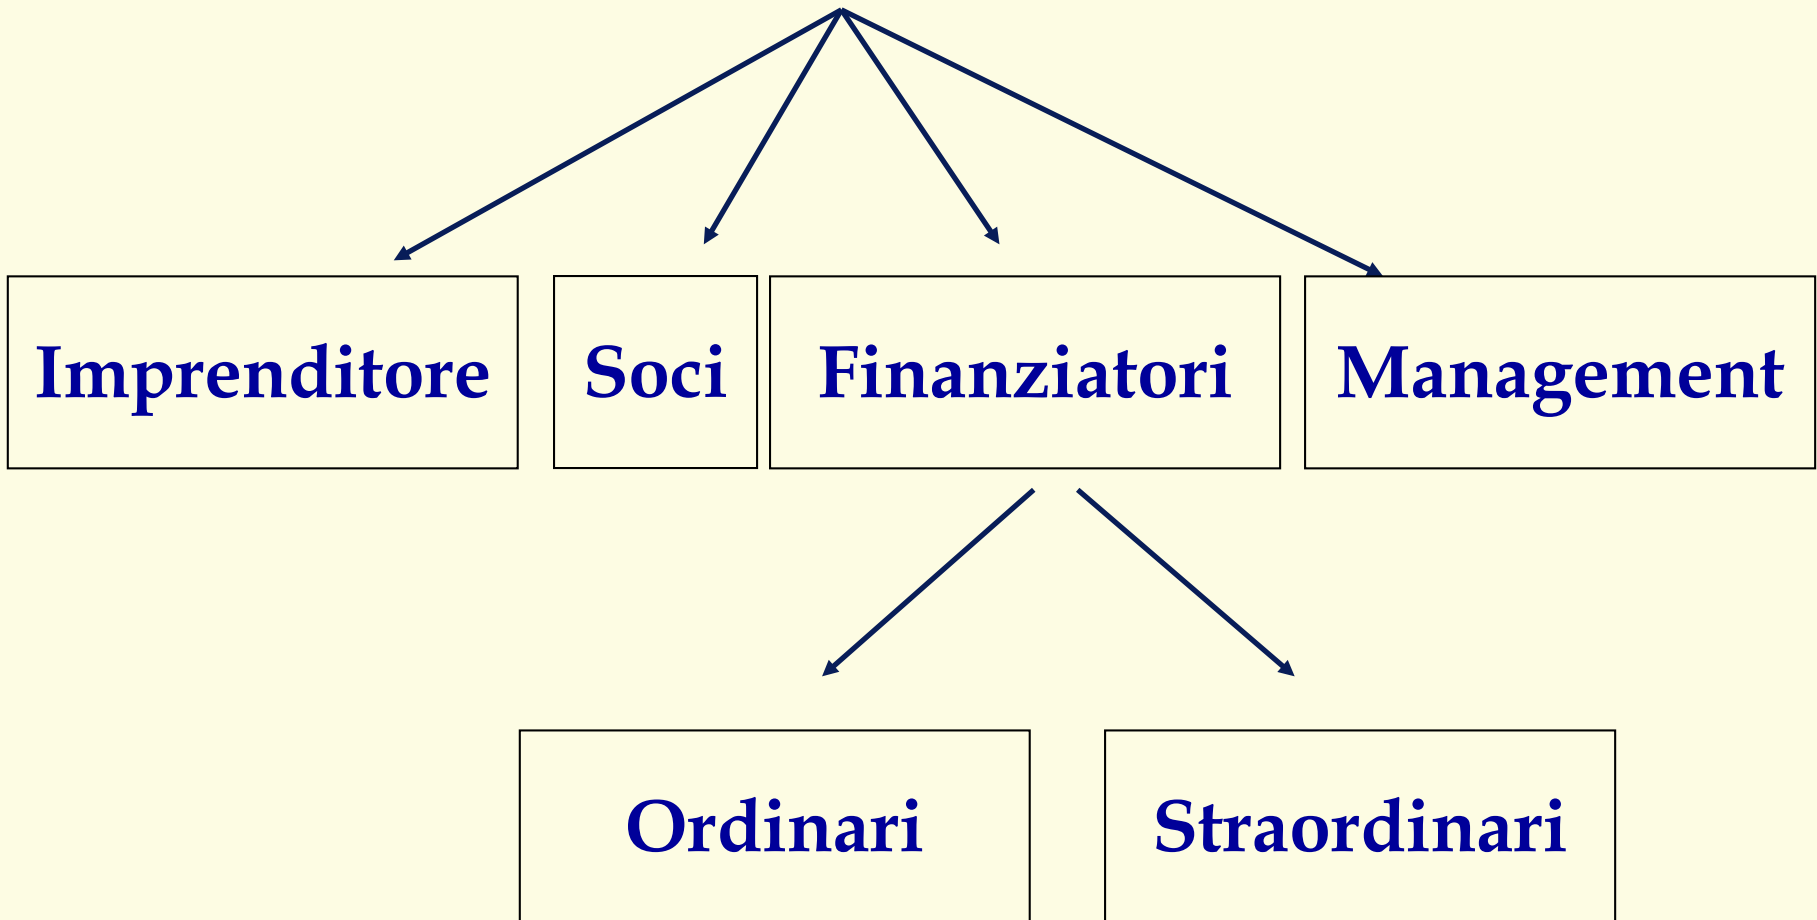 Imprenditore
Soci
Finanziatori
Management
Ordinari
Straordinari